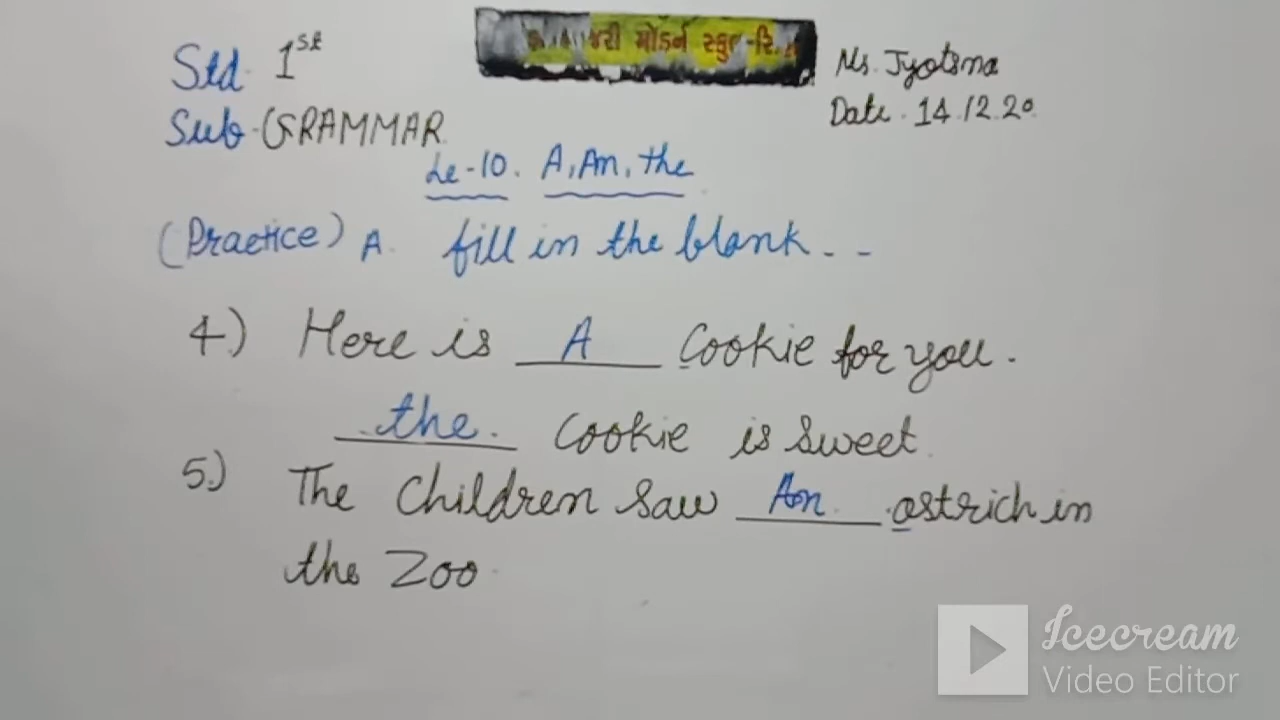 Std 1st
Sub GRAMMAR
મોડર્ન સ્કુલ
Ms. Jyotsna
Date. 14.12.20
Le-10. A, An, the
(Practice) A. fill in the blank. - -
4.) Here is A Cookie for you.
the. Cookie is sweet.
5.) The Children saw An ostrich in
the Zoo
Icecream
Video Editor